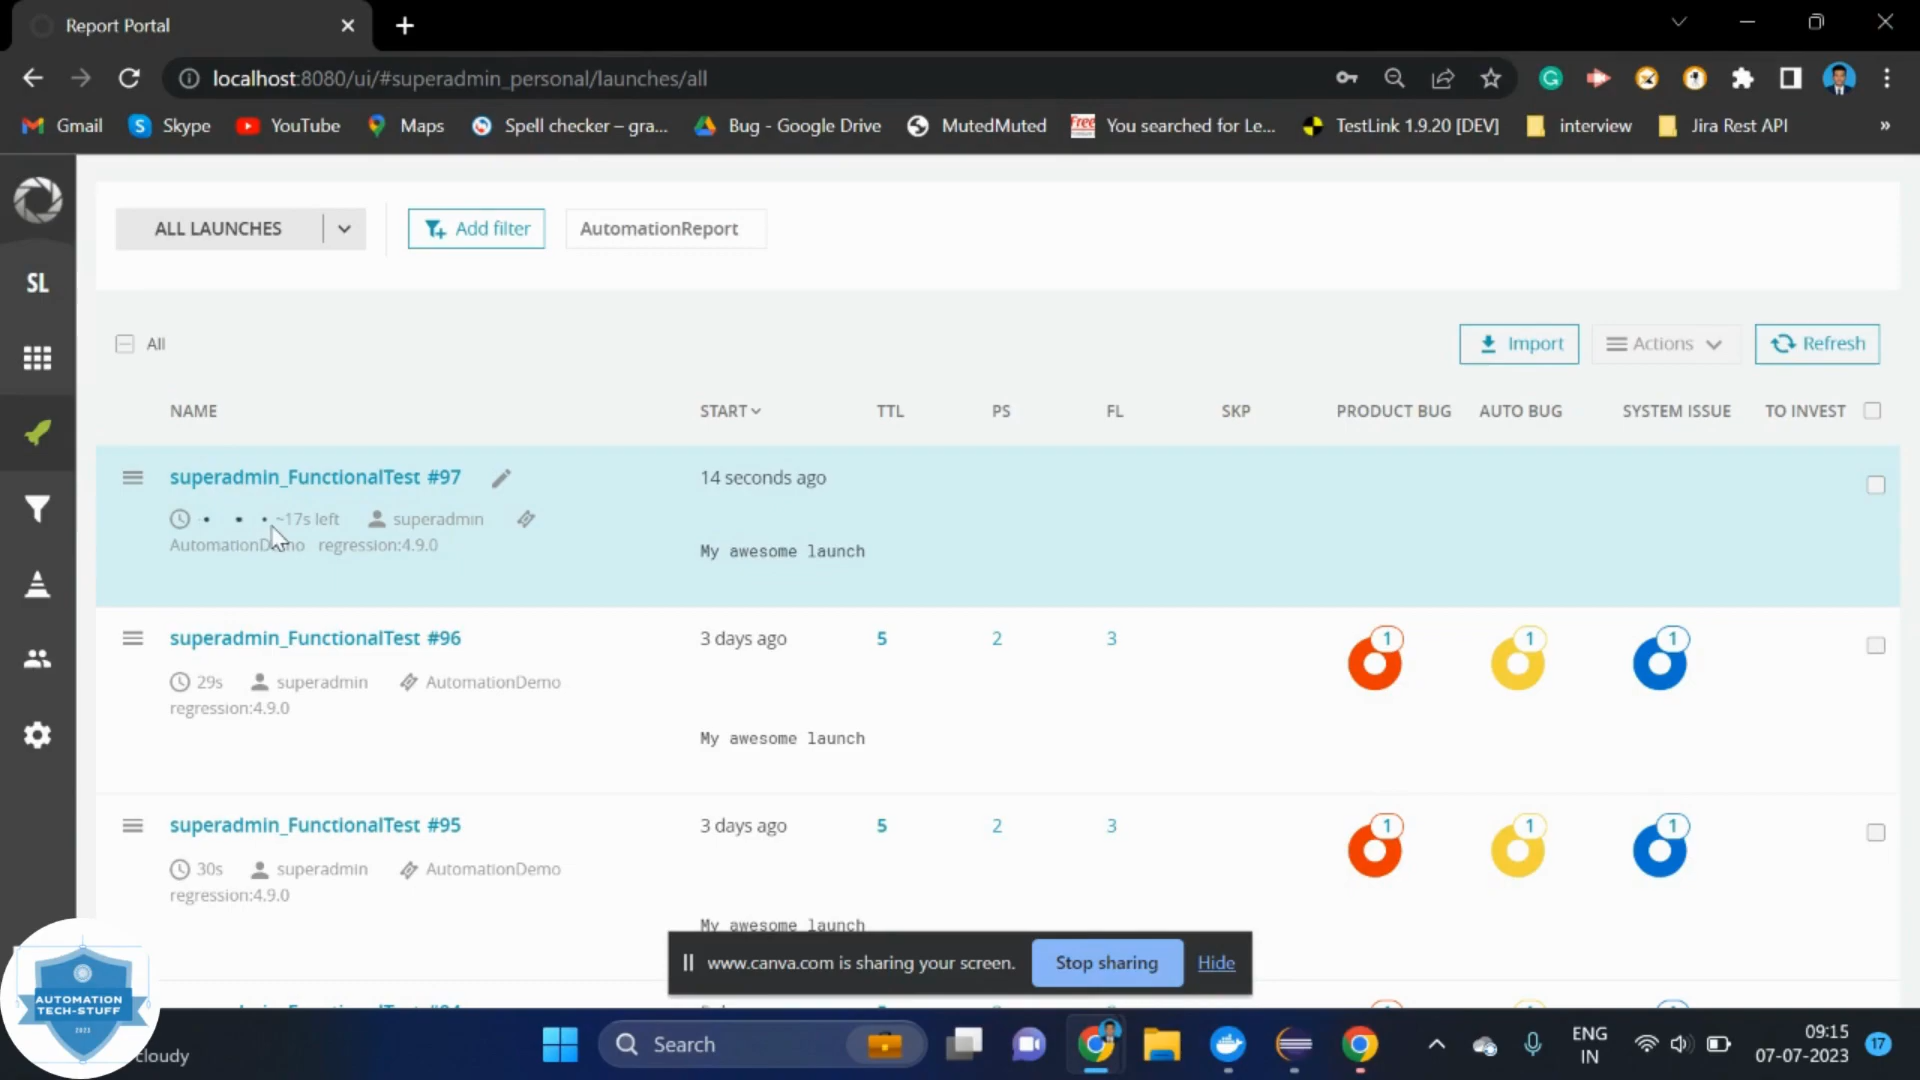 Report Portal
localhost:8080/ui/#superadmin_personal/launches/all
Gmail Skype YouTube Maps Spell checker – gra... Bug - Google Drive MutedMuted Free You searched for Le... TestLink 1.9.20 [DEV] interview Jira Rest API »
ALL LAUNCHES Add filter AutomationReport
SL
All Import Actions Refresh
NAME START TTL PS FL SKP PRODUCT BUG AUTO BUG SYSTEM ISSUE TO INVEST
superadmin_FunctionalTest #97 14 seconds ago
~17s left superadmin
AutomationDemo regression:4.9.0
My awesome launch
superadmin_FunctionalTest #96 3 days ago 5 2 3 1 1 1
29s superadmin AutomationDemo
regression:4.9.0
My awesome launch
superadmin_FunctionalTest #95 3 days ago 5 2 3 1 1 1
30s superadmin AutomationDemo
regression:4.9.0
My awesome launch
www.canva.com is sharing your screen. Stop sharing Hide
AUTOMATION
TECH-STUFF
2023
cloudy
Search
ENG
IN
09:15
07-07-2023
17